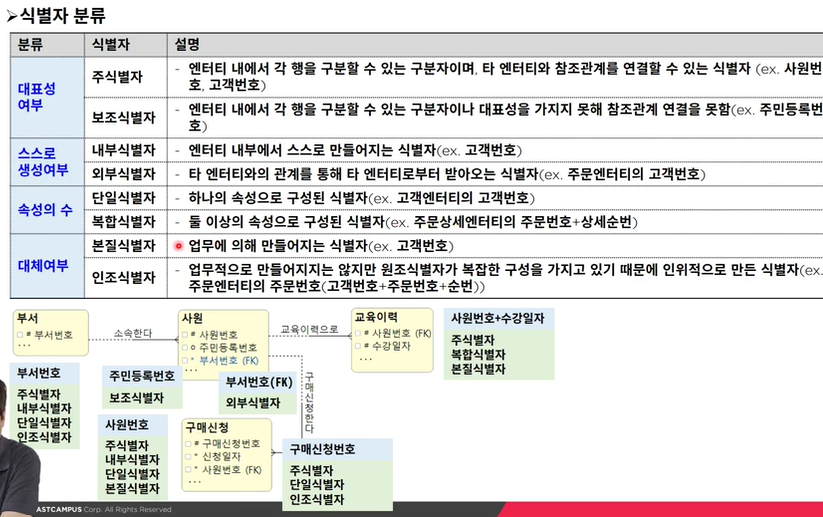 ➢식별자 분류
분류 식별자 설명
대표성
여부
주식별자
- 엔터티 내에서 각 행을 구분할 수 있는 구분자이며, 타 엔터티와 참조관계를 연결할 수 있는 식별자 (ex. 사원번
호, 고객번호)
보조식별자
- 엔터티 내에서 각 행을 구분할 수 있는 구분자이나 대표성을 가지지 못해 참조관계 연결을 못함(ex. 주민등록번
호)
스스로
생성여부
내부식별자 - 엔터티 내부에서 스스로 만들어지는 식별자(ex. 고객번호)
외부식별자 - 타 엔터티와의 관계를 통해 타 엔터티로부터 받아오는 식별자(ex. 주문엔터티의 고객번호)
속성의 수
단일식별자 - 하나의 속성으로 구성된 식별자(ex. 고객엔터티의 고객번호)
복합식별자 - 둘 이상의 속성으로 구성된 식별자(ex. 주문상세엔터티의 주문번호+상세순번)
대체여부
본질식별자 업무에 의해 만들어지는 식별자(ex. 고객번호)
인조식별자
- 업무적으로 만들어지지는 않지만 원조식별자가 복잡한 구성을 가지고 있기 때문에 인위적으로 만든 식별자(ex.
주문엔터티의 주문번호(고객번호+주문번호+순번))
부서
# 부서번호
...
소속한다
사원
# 사원번호
o 주민등록번호
* 부서번호 (FK)
...
교육이력으로
교육이력
# 사원번호 (FK)
# 수강일자
...
사원번호+수강일자
주식별자
복합식별자
본질식별자
부서번호
주식별자
내부식별자
단일식별자
인조식별자
주민등록번호
보조식별자
부서번호(FK)
외부식별자
구매신청한다
사원번호
주식별자
내부식별자
단일식별자
본질식별자
구매신청
# 구매신청번호
* 신청일자
* 사원번호 (FK)
...
구매신청번호
주식별자
단일식별자
인조식별자
ASTCAMPUS Corp. All Rights Reserved